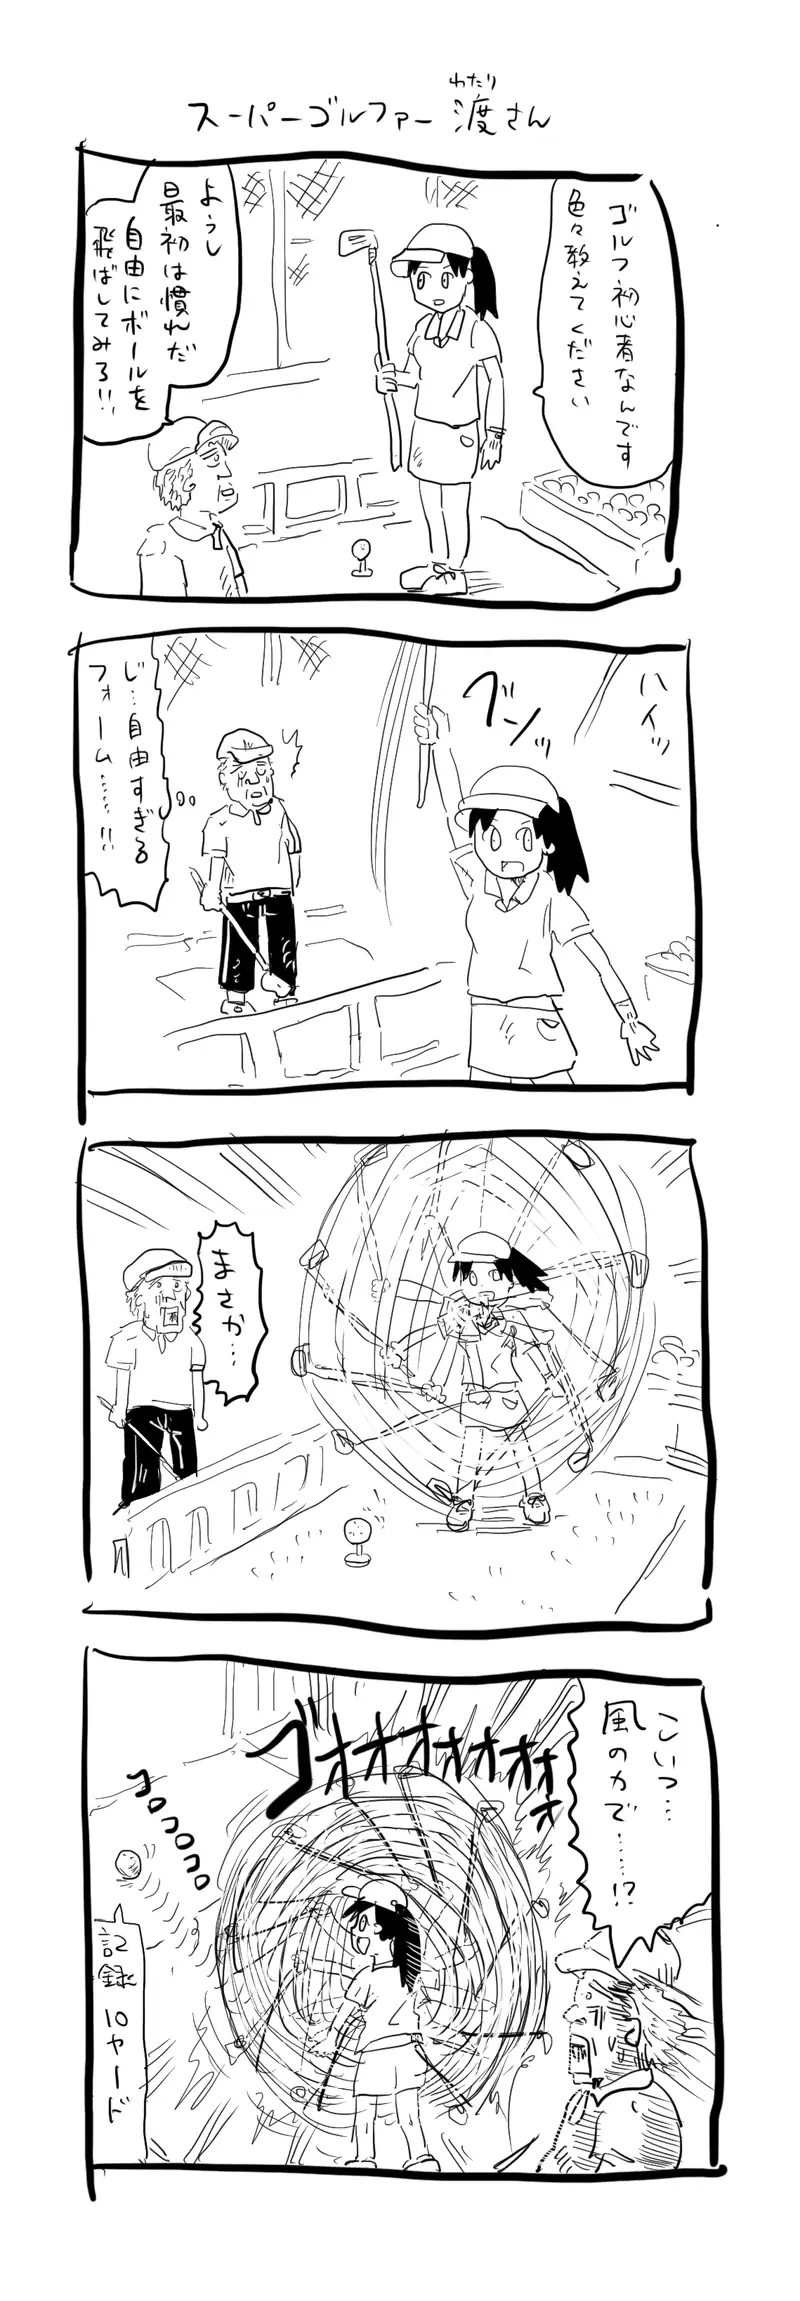 わたり
スーパーゴルファー渡さん
ゴルフ初心者なんです
色々教えてください
ようし
最初は慣れだ
自由にボールを
飛ばしてみろ!!
ハイッ
ブンッ
じ…自由すぎる
フォーム……!!
まさか…
こいつ…
風の力で……!?
ゴオオオオオオオオ
コロコロコロ
記録10ヤード